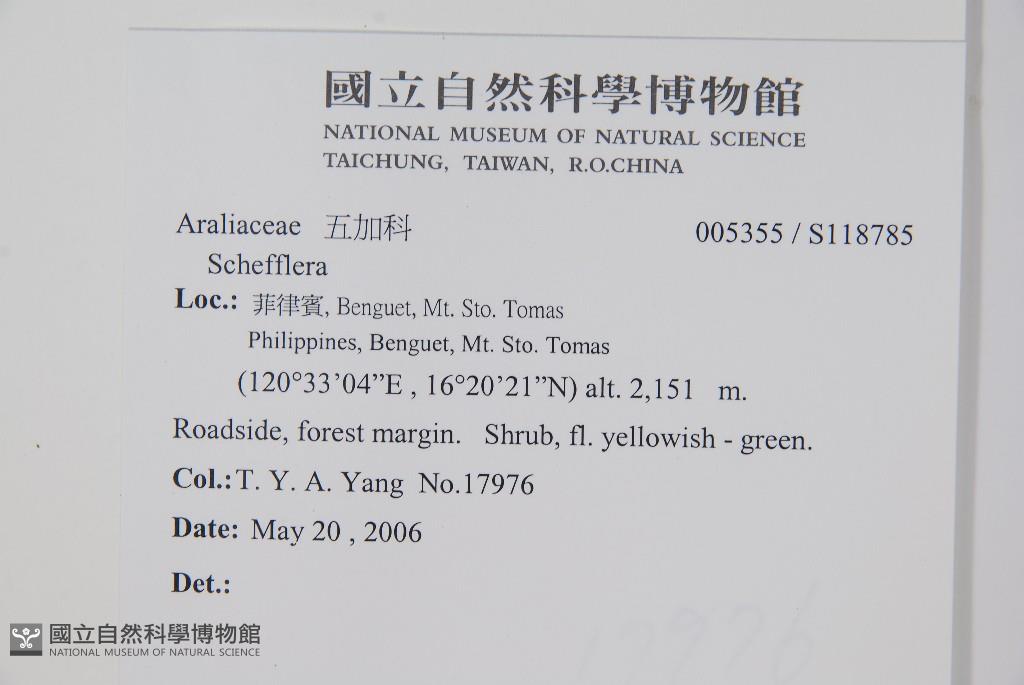 國立自然科學博物館
NATIONAL MUSEUM OF NATURAL SCIENCE
TAICHUNG, TAIWAN, R.O.CHINA
Araliaceae 五加科 005355 / S118785
Schefflera
Loc.: 菲律賓, Benguet, Mt. Sto. Tomas
Philippines, Benguet, Mt. Sto. Tomas
(120°33’04”E , 16°20’21”N) alt. 2,151 m.
Roadside, forest margin. Shrub, fl. yellowish - green.
Col.:T. Y. A. Yang No.17976
Date: May 20 , 2006
Det.:
國立自然科學博物館
NATIONAL MUSEUM OF NATURAL SCIENCE